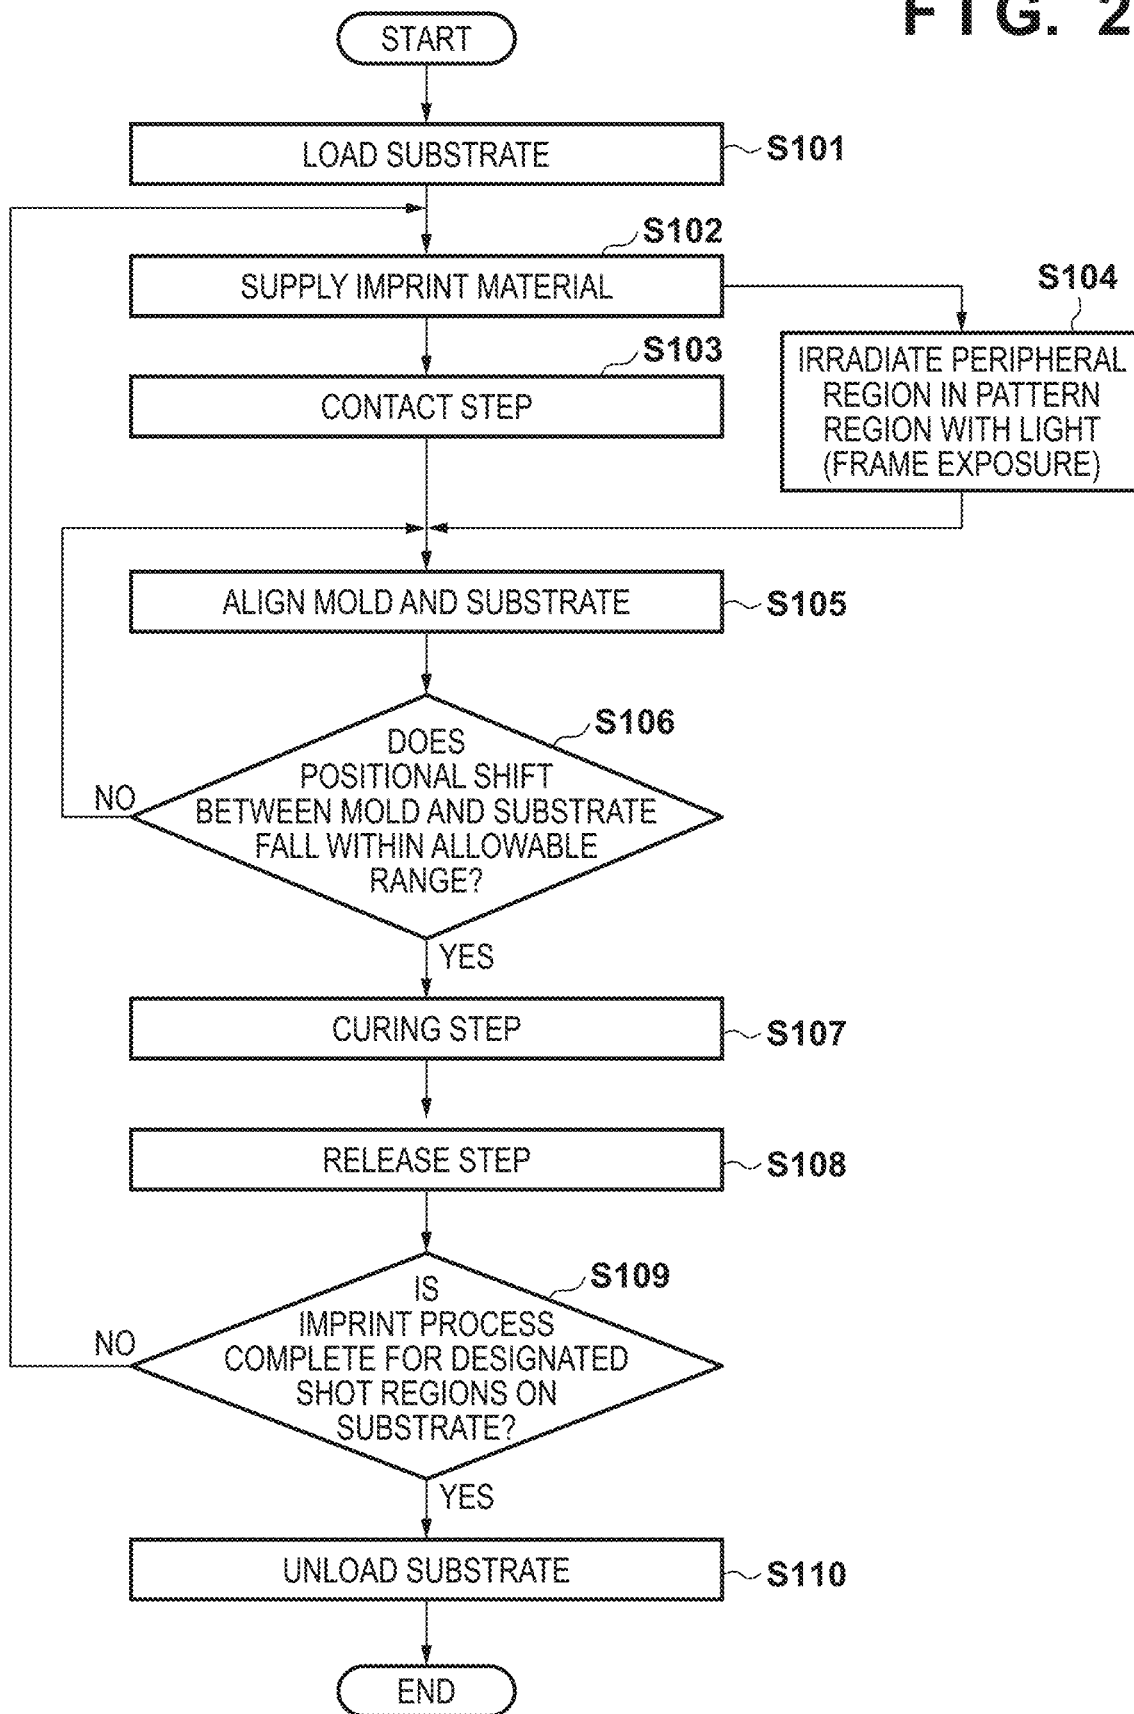 FIG. 2
START
LOAD SUBSTRATE
S101
S102
SUPPLY IMPRINT MATERIAL
S104
S103
IRRADIATE PERIPHERAL
REGION IN PATTERN
REGION WITH LIGHT
(FRAME EXPOSURE)
CONTACT STEP
ALIGN MOLD AND SUBSTRATE
S105
S106
DOES
POSITIONAL SHIFT
BETWEEN MOLD AND SUBSTRATE
FALL WITHIN ALLOWABLE
RANGE?
NO
YES
CURING STEP
S107
RELEASE STEP
S108
S109
IS
IMPRINT PROCESS
COMPLETE FOR DESIGNATED
SHOT REGIONS ON
SUBSTRATE?
NO
YES
UNLOAD SUBSTRATE
S110
END